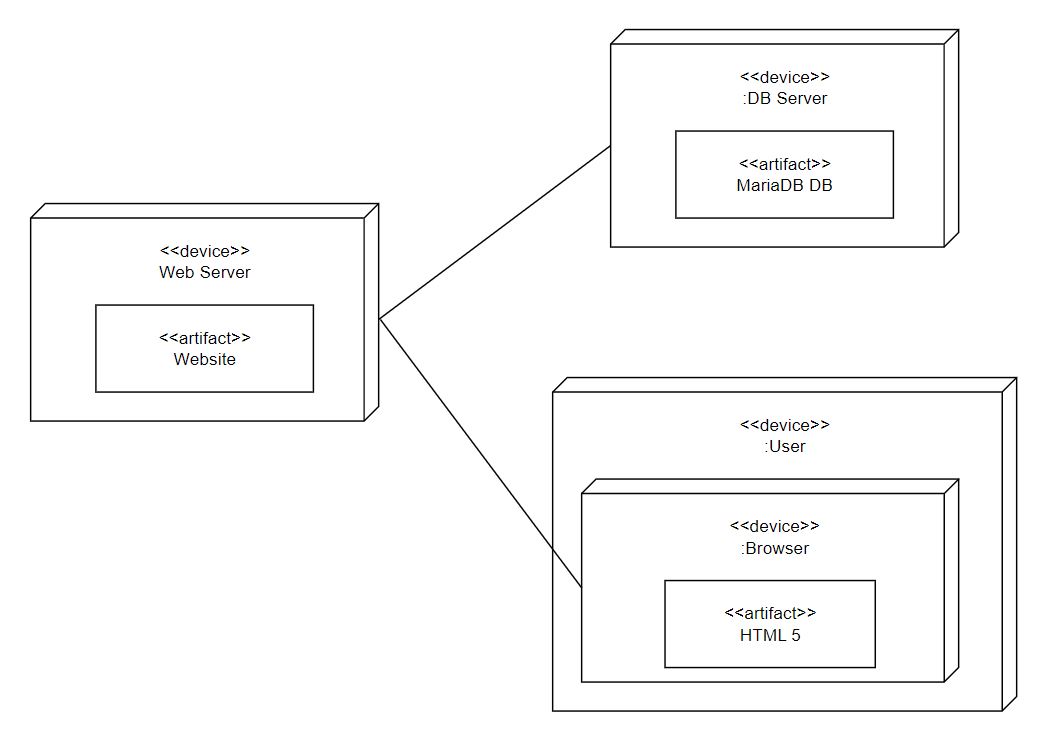 <<device>>
:DB Server
<<artifact>>
MariaDB DB
<<device>>
Web Server
<<artifact>>
Website
<<device>>
:User
<<device>>
:Browser
<<artifact>>
HTML 5